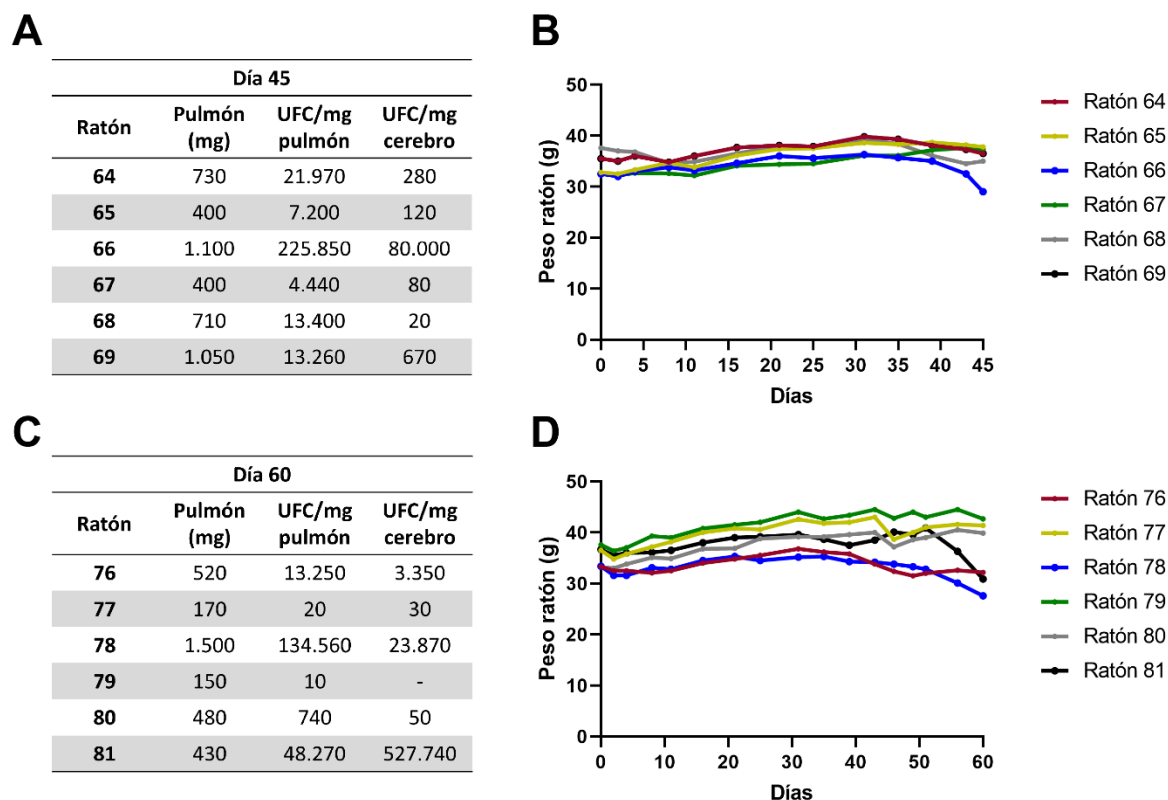 A
Día 45
Ratón Pulmón (mg) UFC/mg pulmón UFC/mg cerebro
64 730 21.970 280
65 400 7.200 120
66 1.100 225.850 80.000
67 400 4.440 80
68 710 13.400 20
69 1.050 13.260 670
B
Peso ratón (g)
50
40
30
20
10
0
0 5 10 15 20 25 30 35 40 45
Días
Ratón 64
Ratón 65
Ratón 66
Ratón 67
Ratón 68
Ratón 69
C
Día 60
Ratón Pulmón (mg) UFC/mg pulmón UFC/mg cerebro
76 520 13.250 3.350
77 170 20 30
78 1.500 134.560 23.870
79 150 10 -
80 480 740 50
81 430 48.270 527.740
D
Peso ratón (g)
50
40
30
20
10
0
0 10 20 30 40 50 60
Días
Ratón 76
Ratón 77
Ratón 78
Ratón 79
Ratón 80
Ratón 81